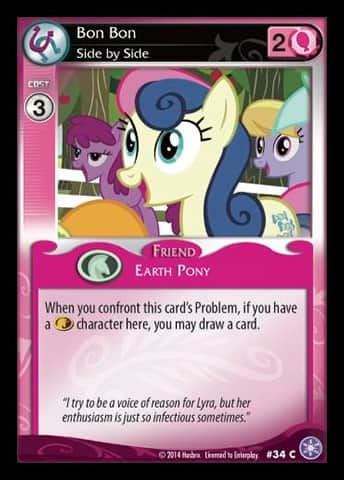 Bon Bon
Side by Side
2
COST
3
FRIEND
EARTH PONY
When you confront this card's Problem, if you have
a character here, you may draw a card.
"I try to be a voice of reason for Lyra, but her
enthusiasm is just so infectious sometimes."
© 2014 Hasbro. Licensed to Enterplay. #34 C